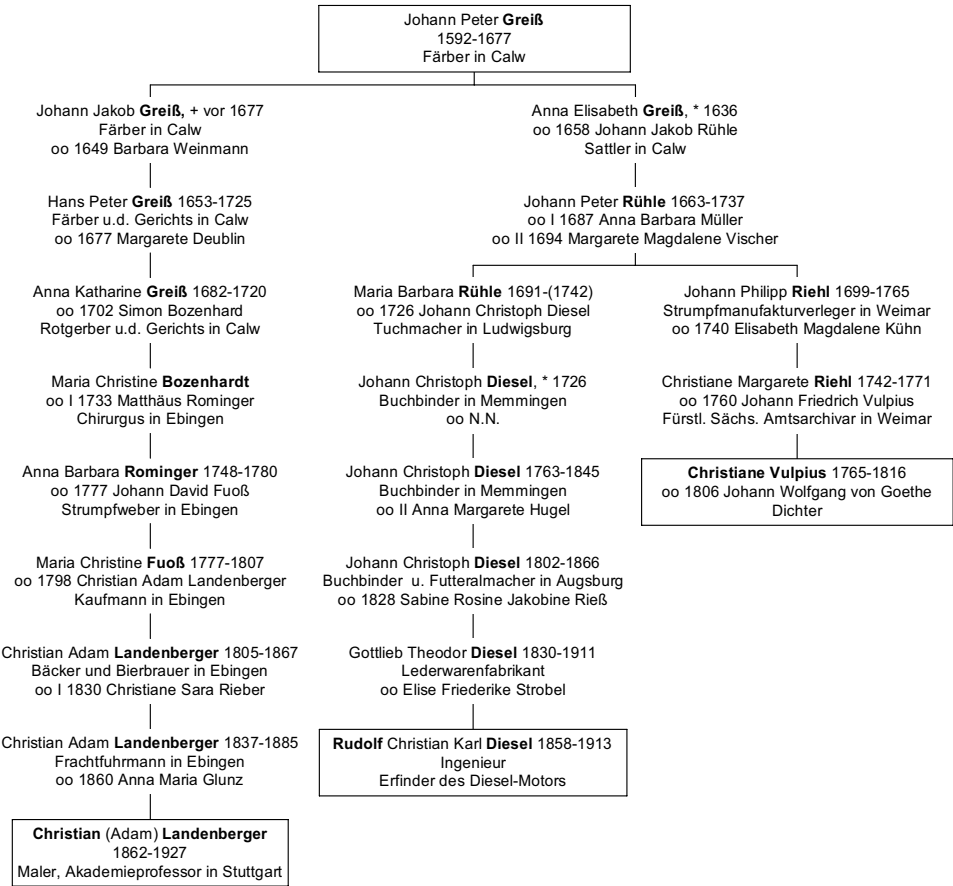 Johann Peter Greiß
1592-1677
Färber in Calw
Johann Jakob Greiß, + vor 1677
Färber in Calw
oo 1649 Barbara Weinmann
Anna Elisabeth Greiß, * 1636
oo 1658 Johann Jakob Rühle
Sattler in Calw
Hans Peter Greiß 1653-1725
Färber u.d. Gerichts in Calw
oo 1677 Margarete Deublin
Johann Peter Rühle 1663-1737
oo I 1687 Anna Barbara Müller
oo II 1694 Margarete Magdalene Vischer
Anna Katharine Greiß 1682-1720
oo 1702 Simon Bozenhard
Rotgerber u.d. Gerichts in Calw
Maria Barbara Rühle 1691-(1742)
oo 1726 Johann Christoph Diesel
Tuchmacher in Ludwigsburg
Johann Philipp Riehl 1699-1765
Strumpfmanufakturverleger in Weimar
oo 1740 Elisabeth Magdalene Kühn
Maria Christine Bozenhardt
oo I 1733 Matthäus Rominger
Chirurgus in Ebingen
Johann Christoph Diesel, * 1726
Buchbinder in Memmingen
oo N.N.
Christiane Margarete Riehl 1742-1771
oo 1760 Johann Friedrich Vulpius
Fürstl. Sächs. Amtsarchivar in Weimar
Anna Barbara Rominger 1748-1780
oo 1777 Johann David Fuoß
Strumpfweber in Ebingen
Johann Christoph Diesel 1763-1845
Buchbinder in Memmingen
oo II Anna Margarete Hugel
Christiane Vulpius 1765-1816
oo 1806 Johann Wolfgang von Goethe
Dichter
Maria Christine Fuoß 1777-1807
oo 1798 Christian Adam Landenberger
Kaufmann in Ebingen
Johann Christoph Diesel 1802-1866
Buchbinder u. Futteralmacher in Augsburg
oo 1828 Sabine Rosine Jakobine Rieß
Christian Adam Landenberger 1805-1867
Bäcker und Bierbrauer in Ebingen
oo I 1830 Christiane Sara Rieber
Gottlieb Theodor Diesel 1830-1911
Lederwarenfabrikant
oo Elise Friederike Strobel
Christian Adam Landenberger 1837-1885
Frachtfuhrmann in Ebingen
oo 1860 Anna Maria Glunz
Rudolf Christian Karl Diesel 1858-1913
Ingenieur
Erfinder des Diesel-Motors
Christian (Adam) Landenberger
1862-1927
Maler, Akademieprofessor in Stuttgart